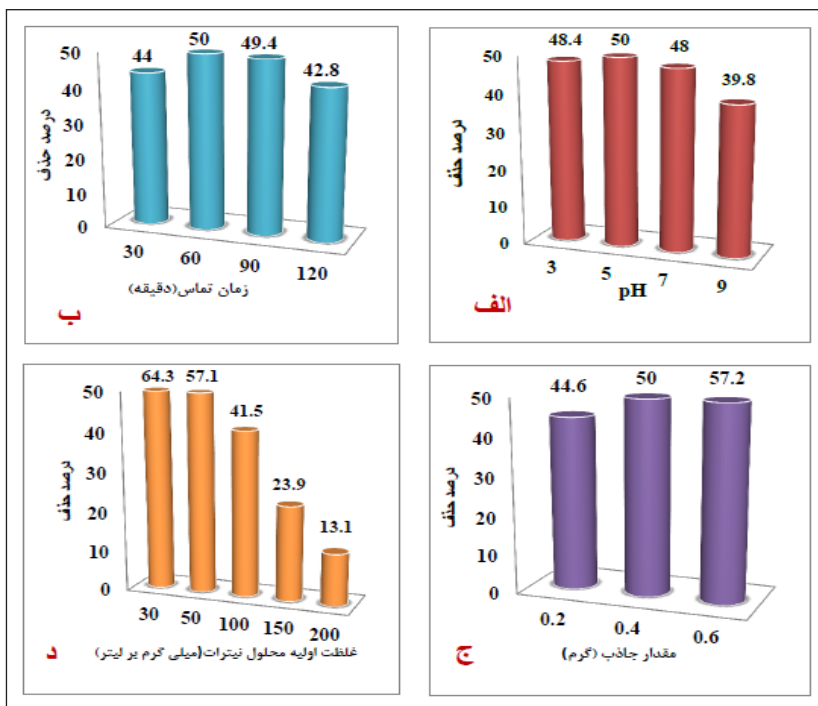 48.4 50 48 39.8
50
40
30
20
10
0
درصد حذف
3 5 7 9
pH
الف
44 50 49.4 42.8
50
40
30
20
10
0
درصد حذف
30 60 90 120
زمان تماس(دقیقه)
ب
44.6 50 57.2
50
40
30
20
10
0
درصد حذف
0.2 0.4 0.6
مقدار جاذب (گرم)
ج
64.3 57.1 41.5 23.9 13.1
50
40
30
20
10
0
درصد حذف
30 50 100 150 200
غلظت اولیه محلول نیترات(میلی گرم بر لیتر)
د